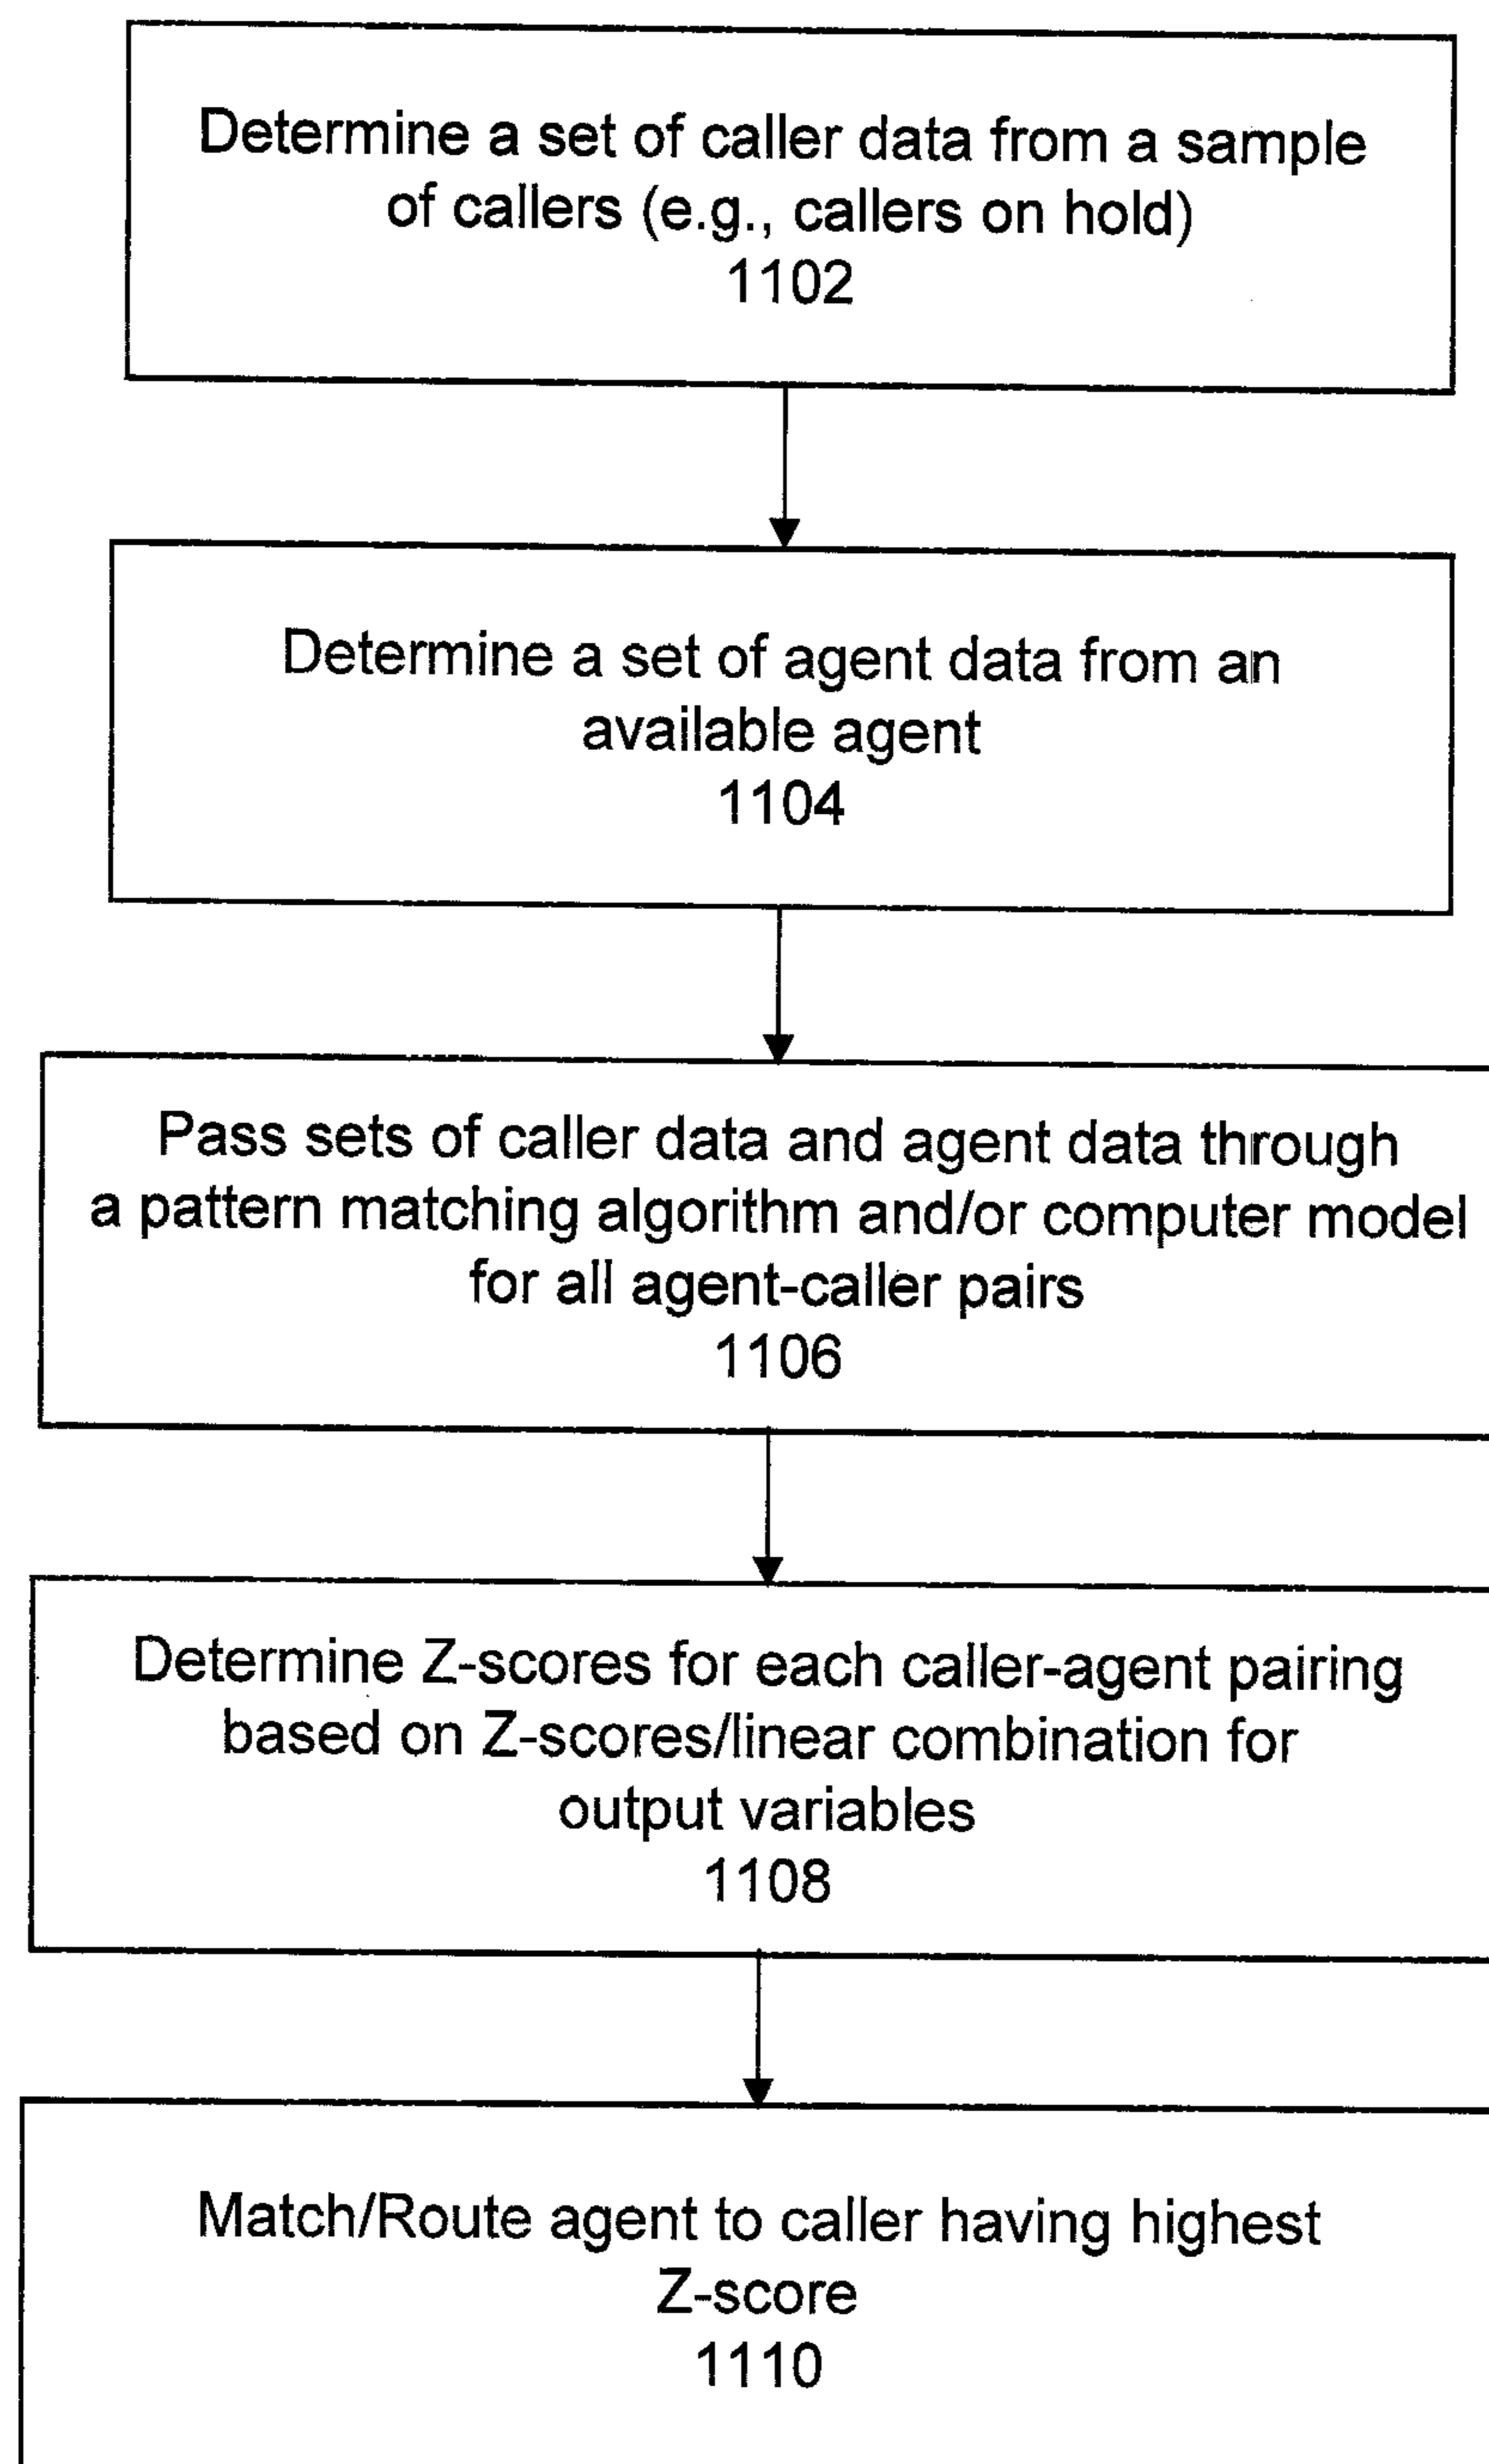 Determine a set of caller data from a sample
of callers (e.g., callers on hold)
1102
Determine a set of agent data from an
available agent
1104
Pass sets of caller data and agent data through
a pattern matching algorithm and/or computer model
for all agent-caller pairs
1106
Determine Z-scores for each caller-agent pairing
based on Z-scores/linear combination for
output variables
1108
Match/Route agent to caller having highest
Z-score
1110